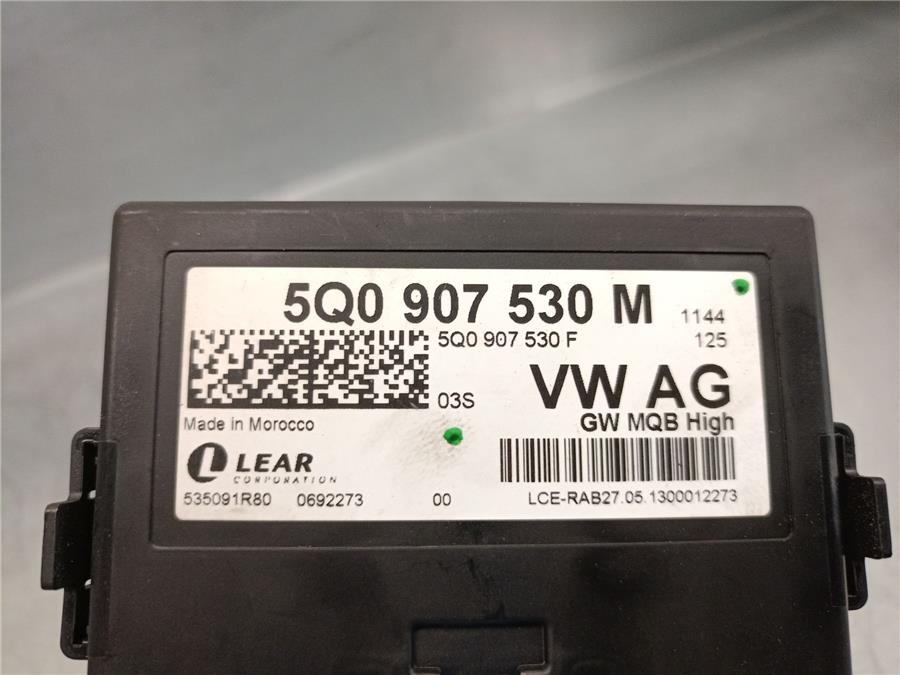 5Q0 907 530 M 1144
5Q0 907 530 F 125
03S
VW AG
GW MQB High
Made in Morocco
LEAR
CORPORATION
535091R80 0692273 00 LCE-RAB27.05.1300012273